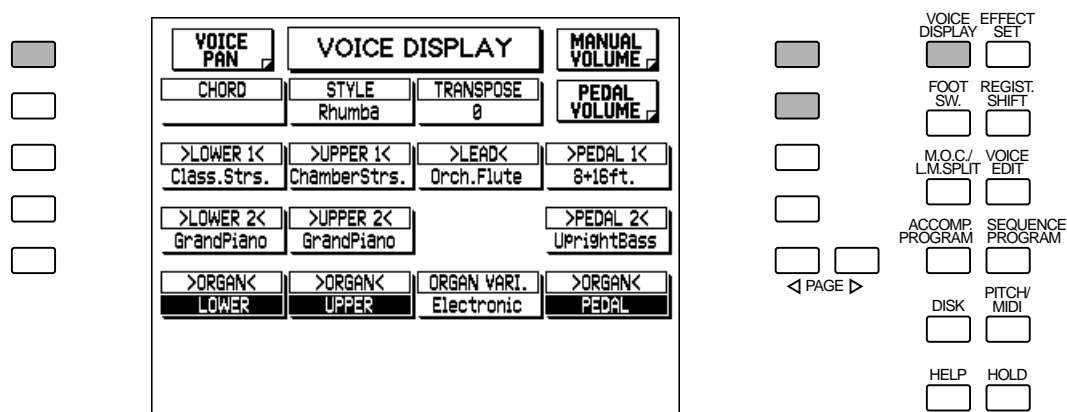 VOICE
PAN
VOICE DISPLAY
MANUAL
VOLUME
CHORD
STYLE
Rhumba
TRANSPOSE
0
PEDAL
VOLUME
>LOWER 1<
Class.Strs.
>UPPER 1<
ChamberStrs.
>LEAD<
Orch.Flute
>PEDAL 1<
8+16ft.
>LOWER 2<
GrandPiano
>UPPER 2<
GrandPiano
>PEDAL 2<
UprightBass
>ORGAN<
LOWER
>ORGAN<
UPPER
ORGAN VARI.
Electronic
>ORGAN<
PEDAL
PAGE
VOICE
DISPLAY
EFFECT
SET
FOOT
SW.
REGIST.
SHIFT
M.O.C./
L.M.SPLIT
VOICE
EDIT
ACCOMP.
PROGRAM
SEQUENCE
PROGRAM
DISK
PITCH/
MIDI
HELP
HOLD